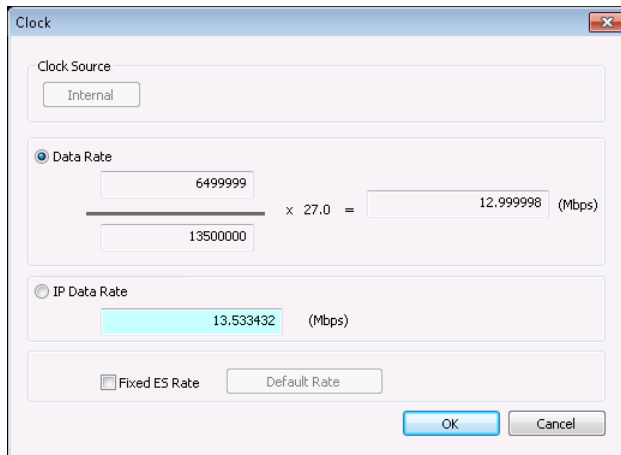 Clock
Clock Source
Internal
Data Rate
6499999
x 27.0 = 12.999998 (Mbps)
13500000
IP Data Rate
13.533432 (Mbps)
Fixed ES Rate Default Rate
OK Cancel